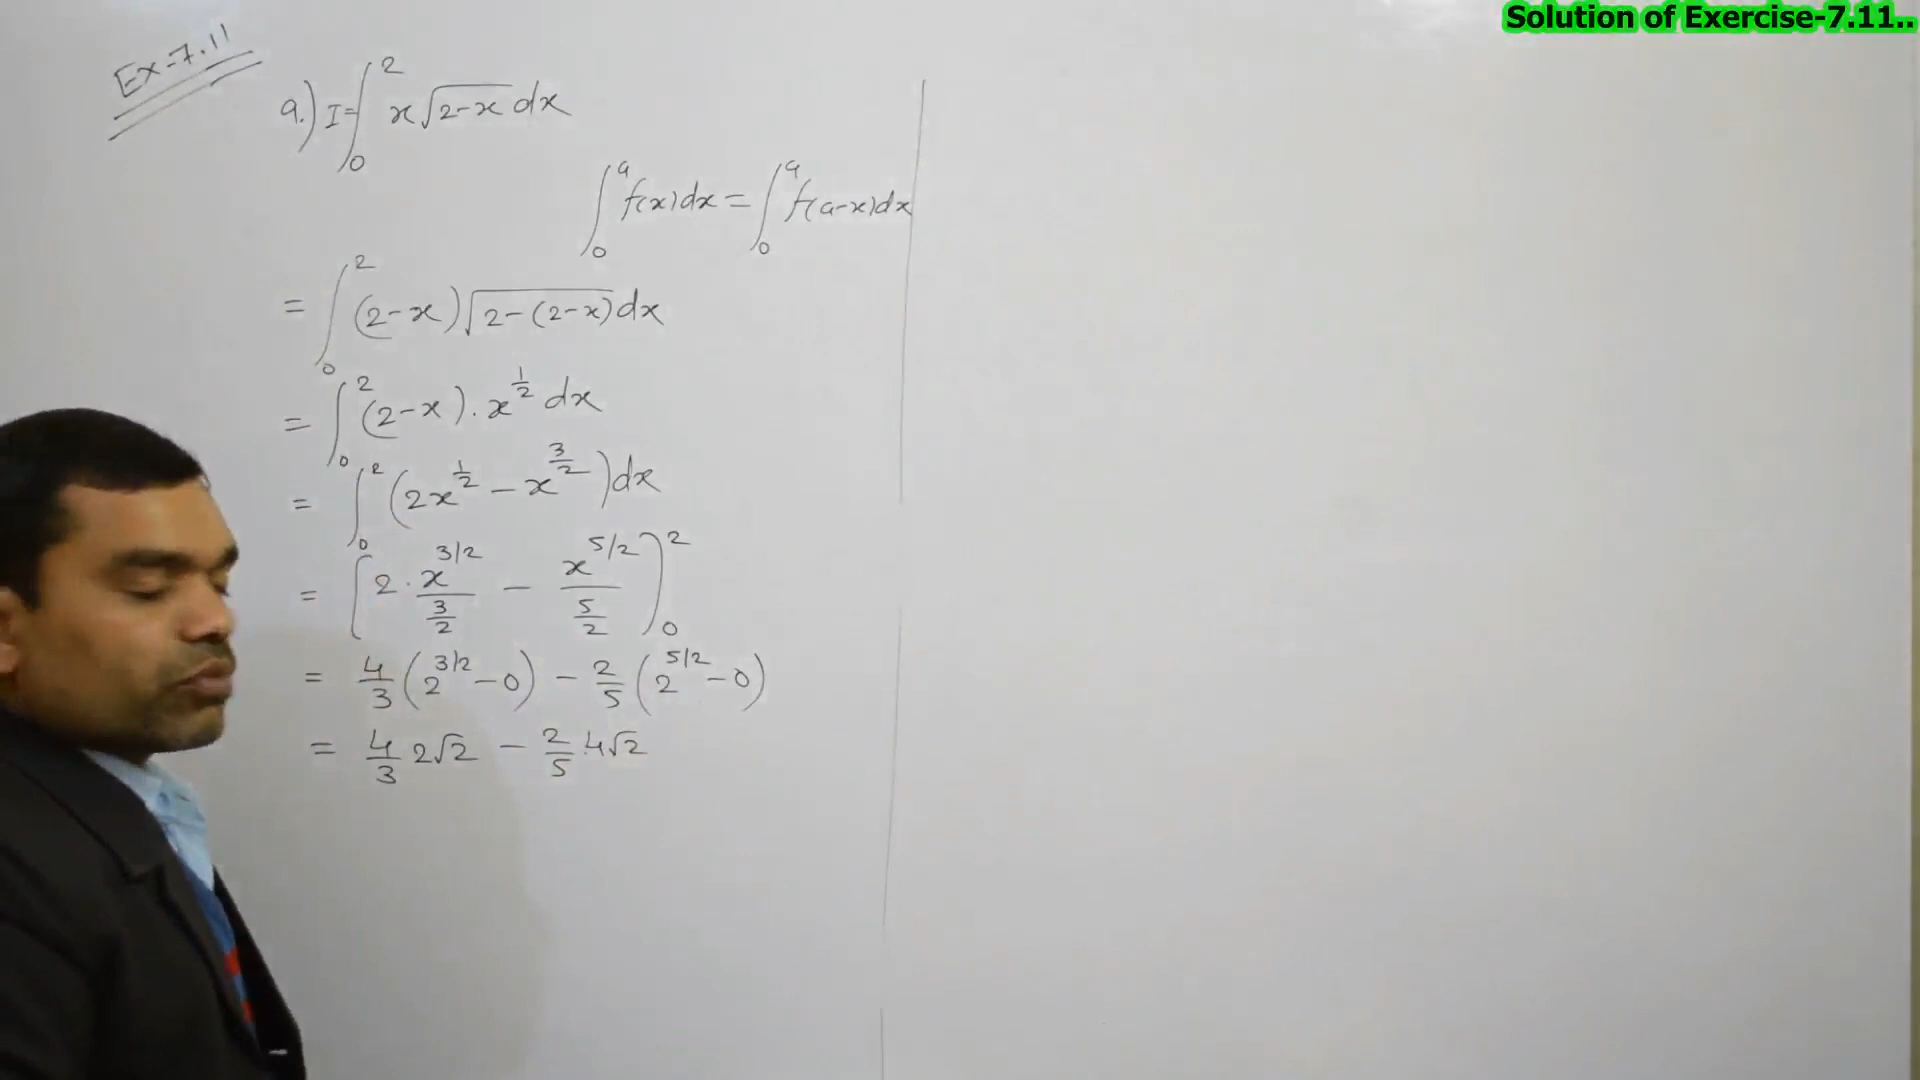 Solution of Exercise-7.11..
Ex-7.11
9.) I = ∫₀² x√(2-x) dx
∫₀ᵃ f(x)dx = ∫₀ᵃ f(a-x)dx
= ∫₀² (2-x)√(2-(2-x)) dx
= ∫₀² (2-x).x^(1/2) dx
= ∫₀² (2x^(1/2) - x^(3/2)) dx
= [2·x^(3/2)/(3/2) - x^(5/2)/(5/2)]₀²
= 4/3 (2^(3/2) - 0) - 2/5 (2^(5/2) - 0)
= 4/3 2√2 - 2/5 .4√2